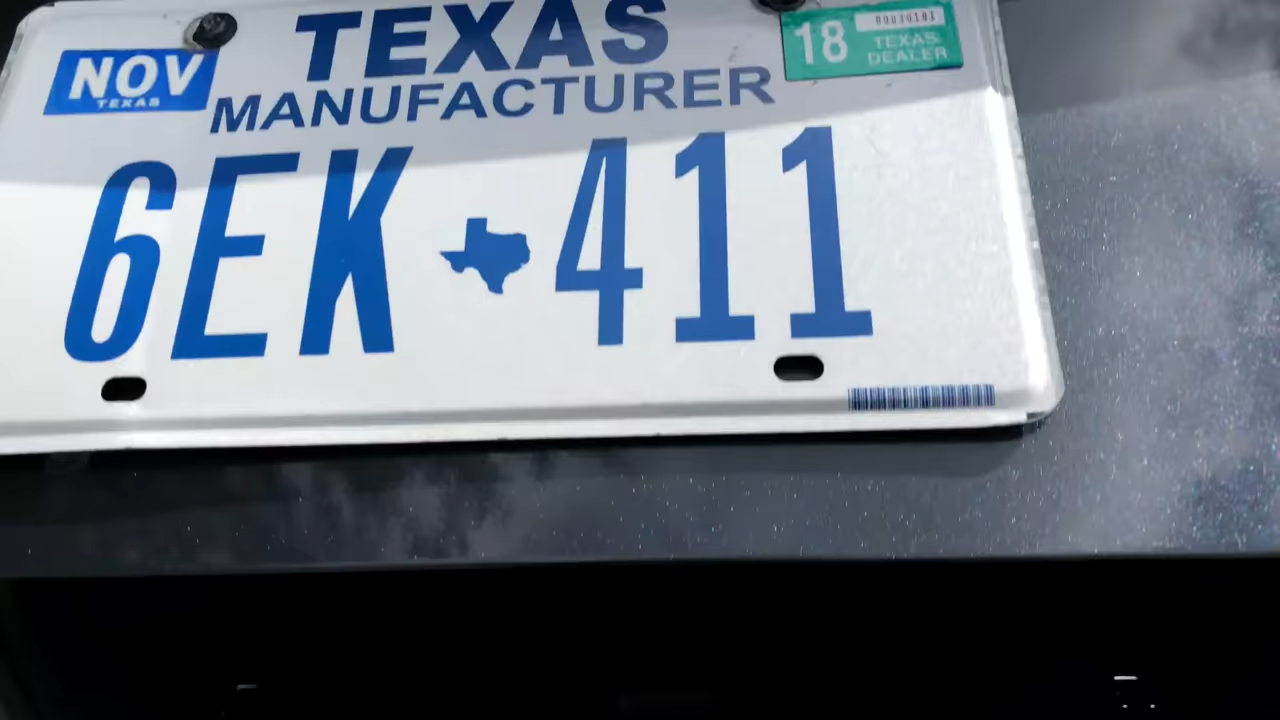 TEXAS
MANUFACTURER
NOV
TEXAS
18
TEXAS
DEALER
6EK 411